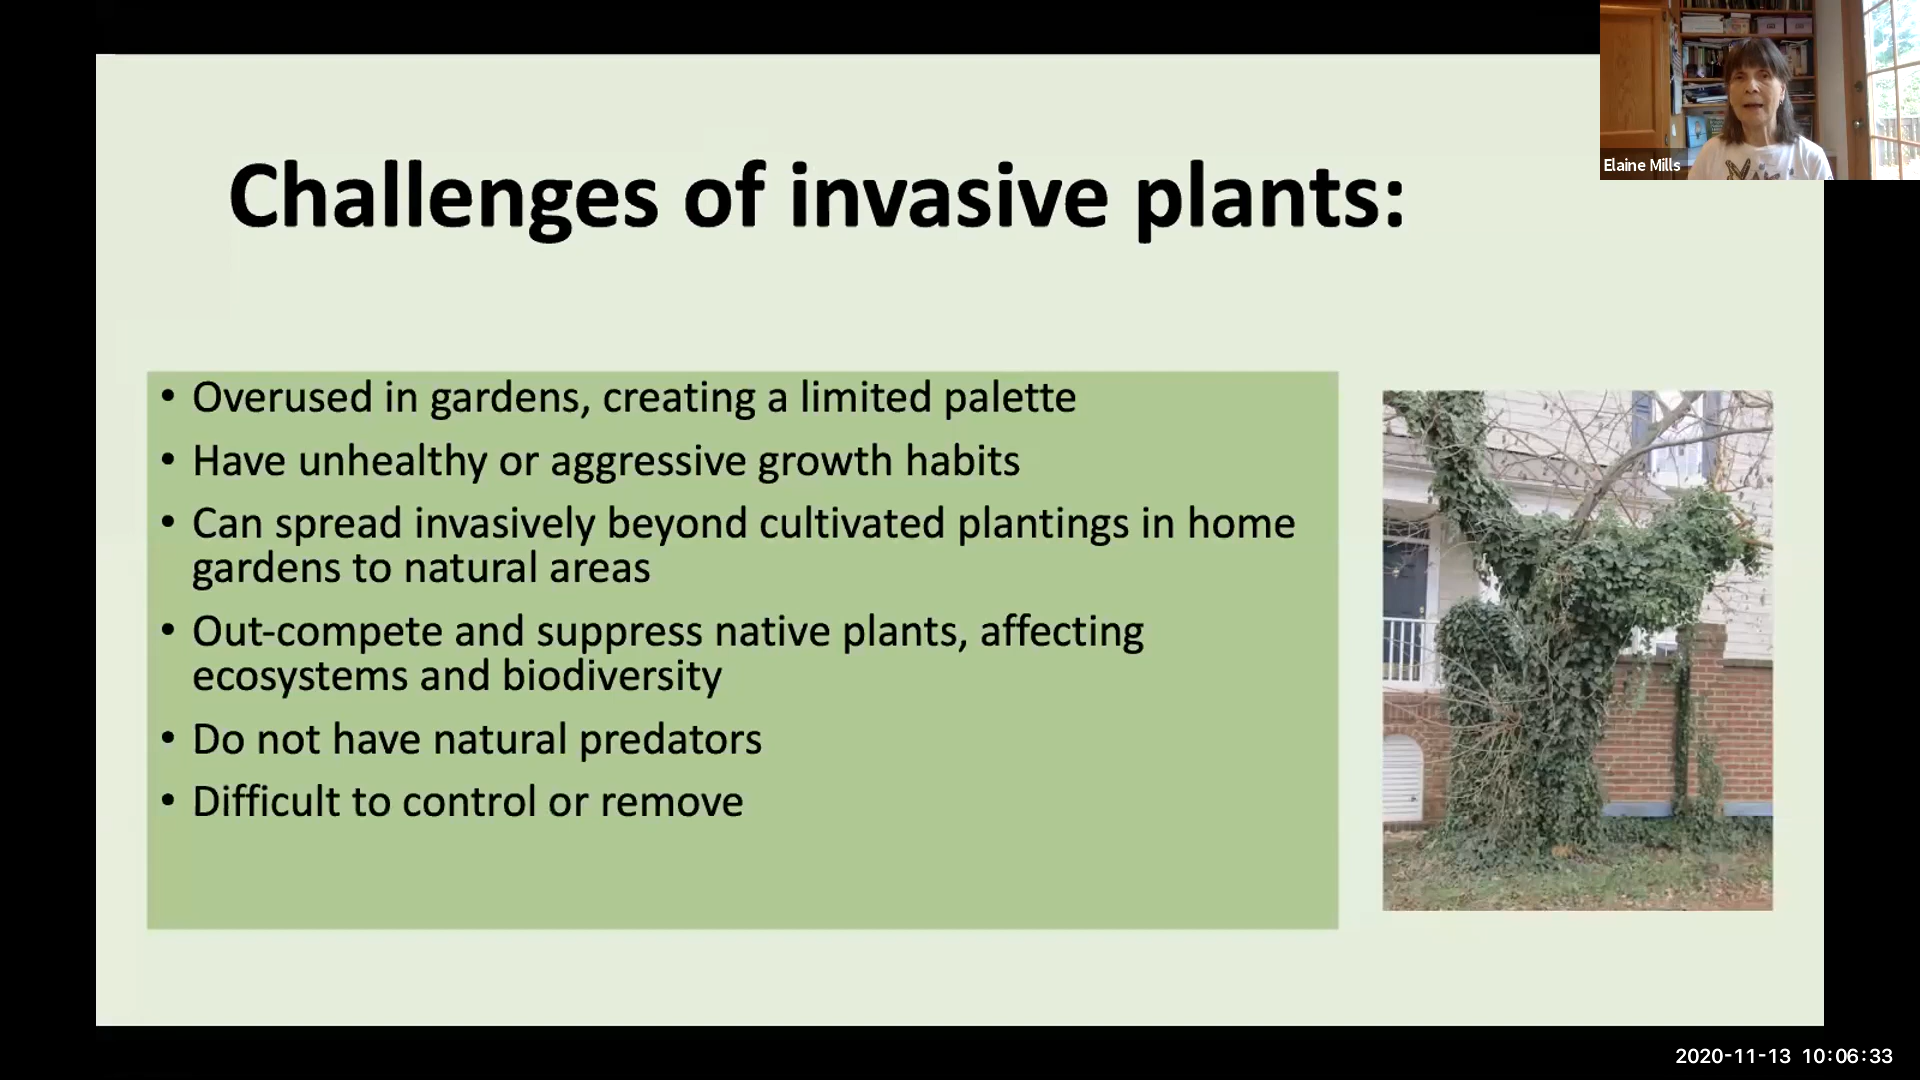 Elaine Mills
Challenges of invasive plants:
• Overused in gardens, creating a limited palette
• Have unhealthy or aggressive growth habits
• Can spread invasively beyond cultivated plantings in home
gardens to natural areas
• Out-compete and suppress native plants, affecting
ecosystems and biodiversity
• Do not have natural predators
• Difficult to control or remove
2020-11-13 10:06:33